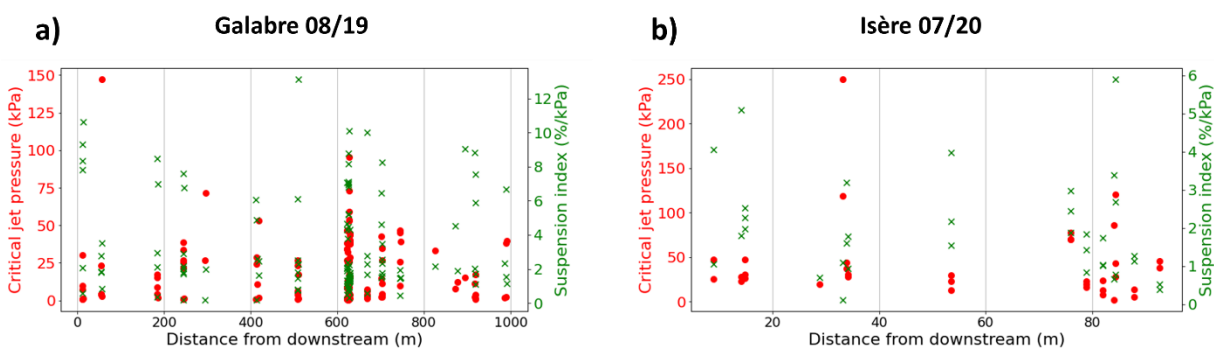 a)
Galabre 08/19
Critical jet pressure (kPa)
150
125
100
75
50
25
0
0 200 400 600 800 1000
Distance from downstream (m)
12
10
8
6
4
2
0
Suspension index (%/kPa)
b)
Isère 07/20
Critical jet pressure (kPa)
250
200
150
100
50
0
20 40 60 80
Distance from downstream (m)
6
5
4
3
2
1
0
Suspension index (%/kPa)